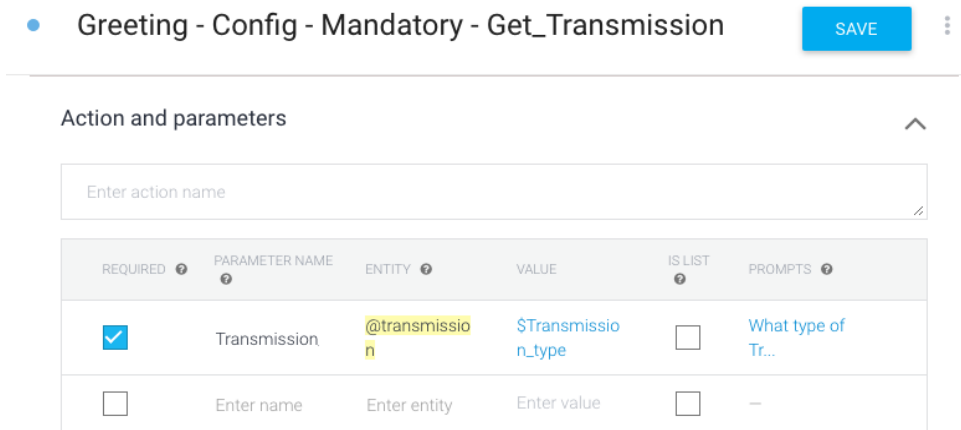 Greeting - Config - Mandatory - Get_Transmission
SAVE
Action and parameters
Enter action name
REQUIRED
PARAMETER NAME
ENTITY
VALUE
IS LIST
PROMPTS
Transmission
@transmissio
n
$Transmissio
n_type
What type of
Tr...
Enter name
Enter entity
Enter value
—